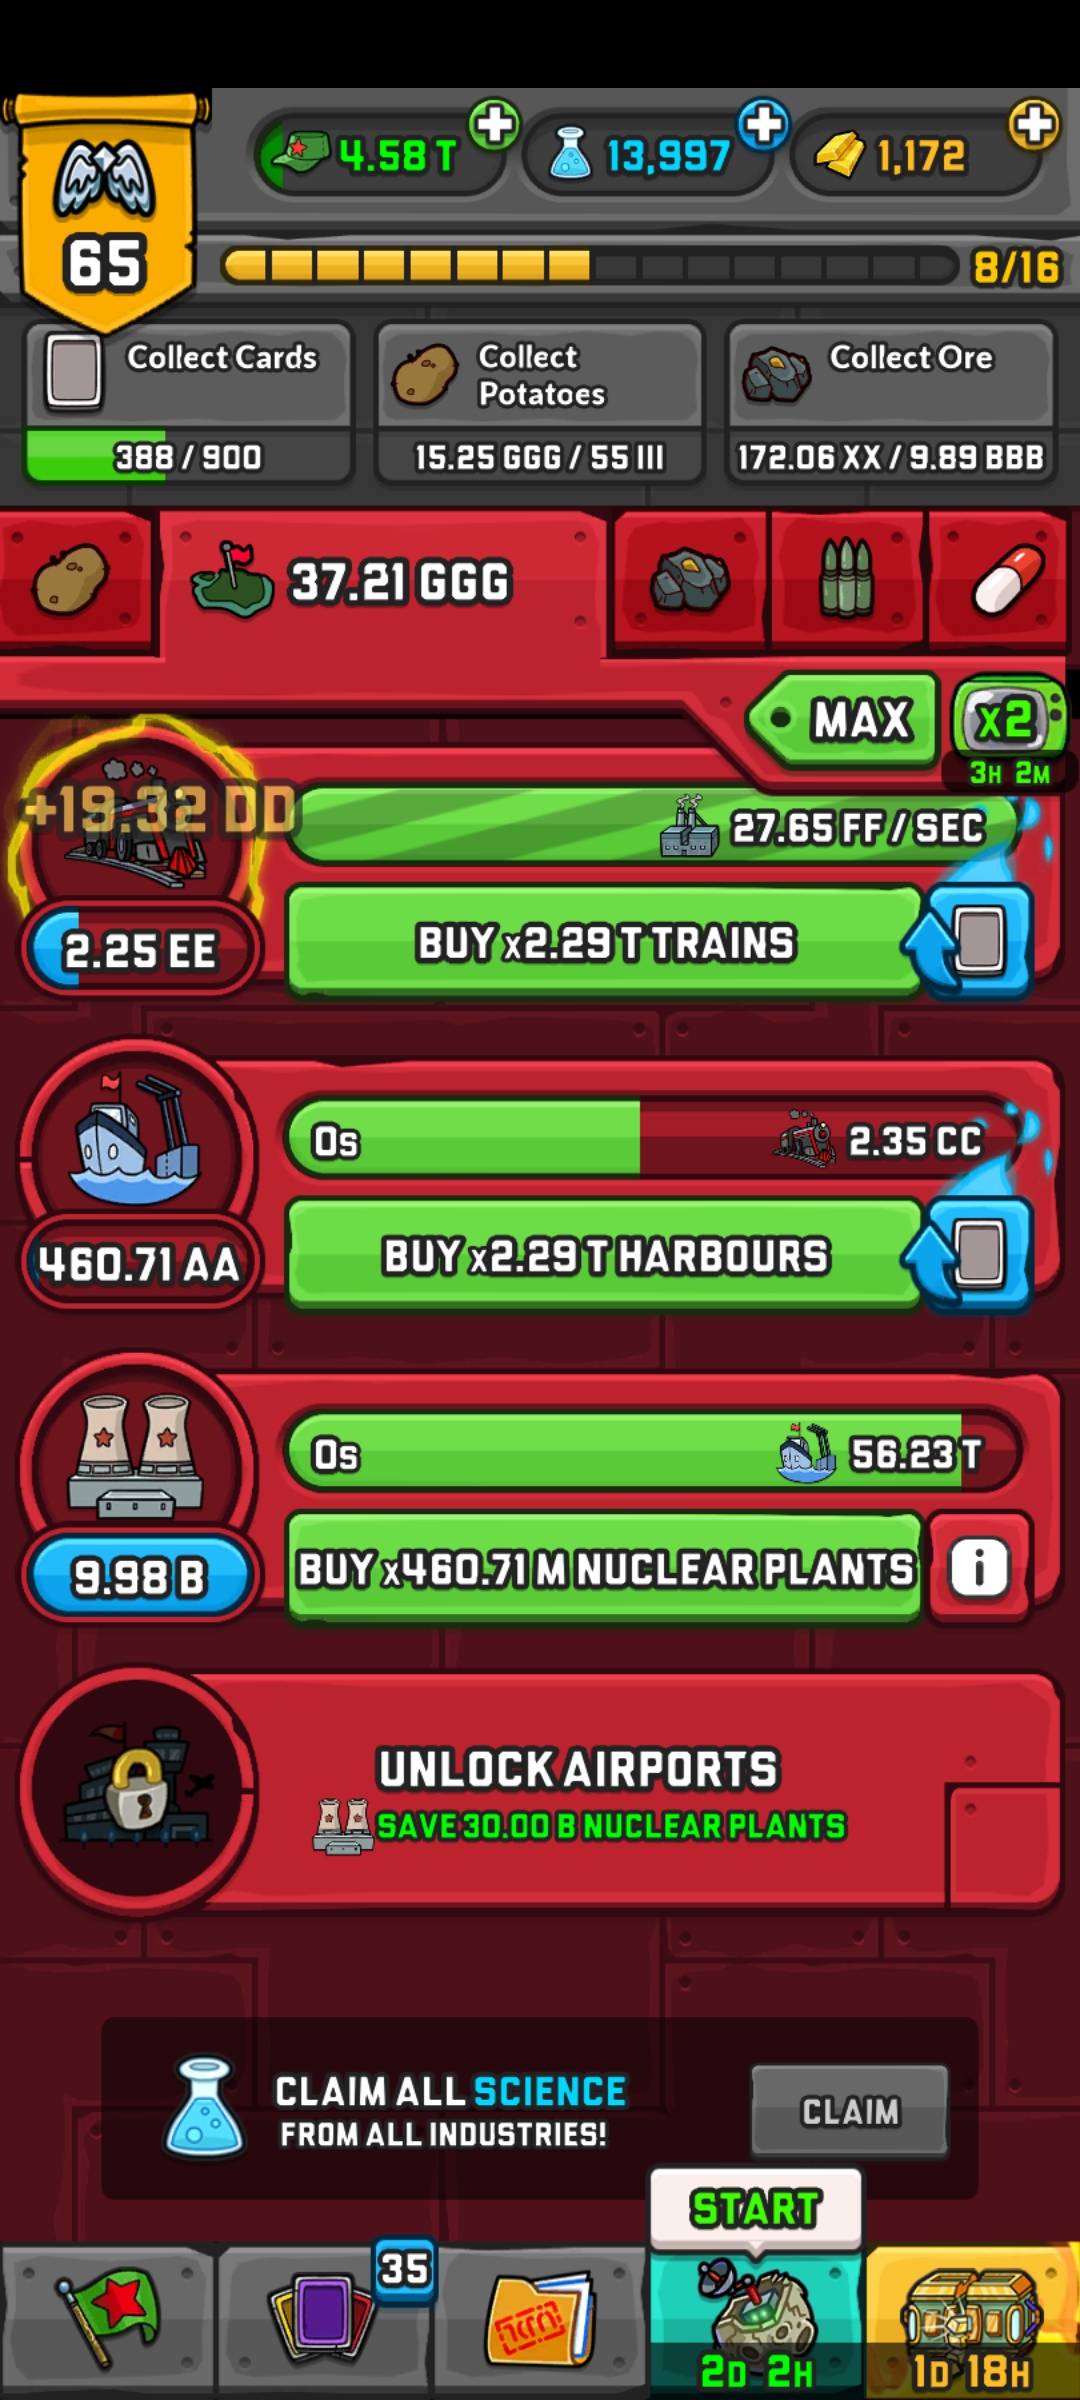 4.58 T
13,997
1,172
65
8/16
Collect Cards
388 / 900
Collect
Potatoes
15.25 GGG / 55 III
Collect Ore
172.06 XX / 9.89 BBB
37.21 GGG
MAX
x2
3H 2M
+19.32 DD
27.65 FF / SEC
2.25 EE
BUY x2.29 T TRAINS
0s
2.35 CC
460.71 AA
BUY x2.29 T HARBOURS
0s
56.23 T
9.98 B
BUY x460.71 M NUCLEAR PLANTS
i
UNLOCK AIRPORTS
SAVE 30.00 B NUCLEAR PLANTS
CLAIM ALL SCIENCE
FROM ALL INDUSTRIES!
CLAIM
START
35
2D 2H
1D 18H